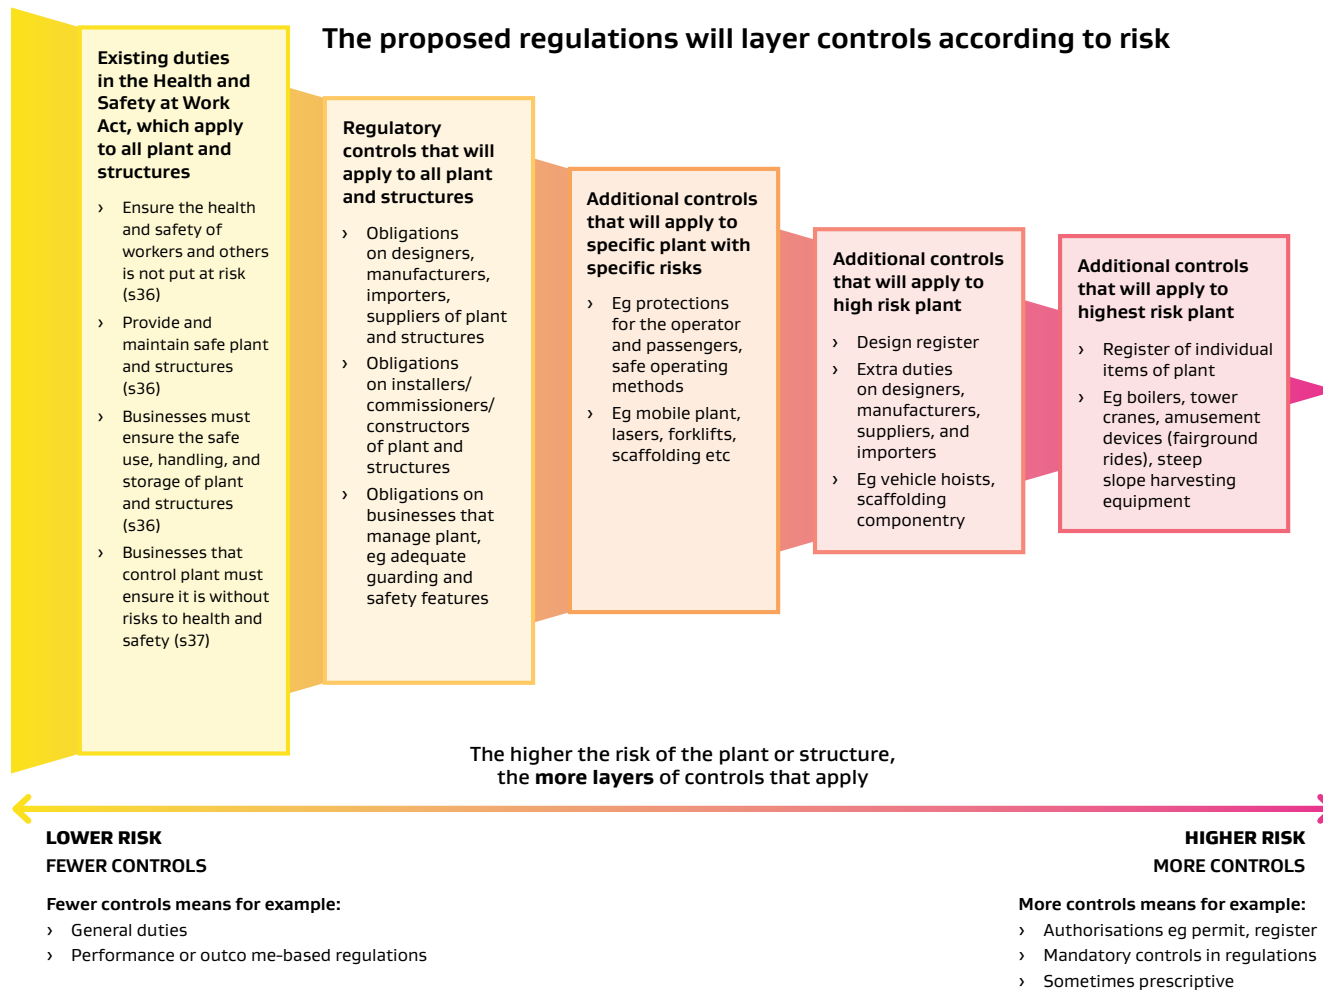 The proposed regulations will layer controls according to risk
Existing duties
in the Health and
Safety at Work
Act, which apply
to all plant and
structures
› Ensure the health
and safety of
workers and others
is not put at risk
(s36)
› Provide and
maintain safe plant
and structures
(s36)
› Businesses must
ensure the safe
use, handling, and
storage of plant
and structures
(s36)
› Businesses that
control plant must
ensure it is without
risks to health and
safety (s37)
Regulatory
controls that will
apply to all plant
and structures
› Obligations
on designers,
manufacturers,
importers,
suppliers of plant
and structures
› Obligations
on installers/
commissioners/
constructors
of plant and
structures
› Obligations on
businesses that
manage plant,
eg adequate
guarding and
safety features
Additional controls
that will apply to
specific plant with
specific risks
› Eg protections
for the operator
and passengers,
safe operating
methods
› Eg mobile plant,
lasers, forklifts,
scaffolding etc
Additional controls
that will apply to
high risk plant
› Design register
› Extra duties
on designers,
manufacturers,
suppliers, and
importers
› Eg vehicle hoists,
scaffolding
componentry
Additional controls
that will apply to
highest risk plant
› Register of individual
items of plant
› Eg boilers, tower
cranes, amusement
devices (fairground
rides), steep
slope harvesting
equipment
The higher the risk of the plant or structure,
the more layers of controls that apply
LOWER RISK
FEWER CONTROLS
Fewer controls means for example:
› General duties
› Performance or outco me-based regulations
HIGHER RISK
MORE CONTROLS
More controls means for example:
› Authorisations eg permit, register
› Mandatory controls in regulations
› Sometimes prescriptive